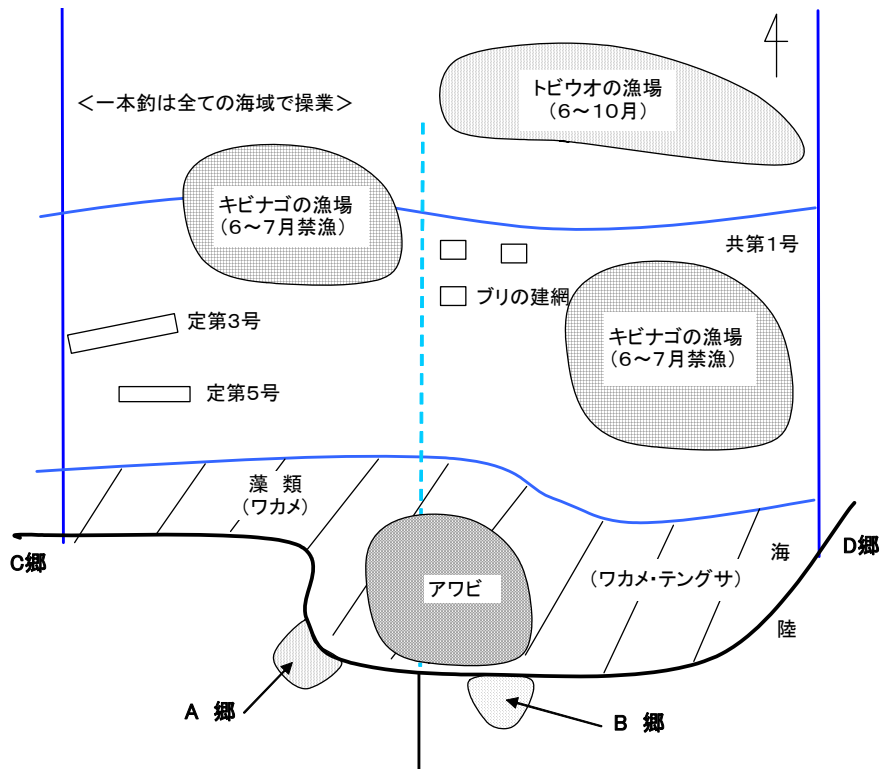 トビウオの漁場
(6～10月)
＜一本釣は全ての海域で操業＞
キビナゴの漁場
(6～7月禁漁)
共第1号
ブリの建網
定第3号
キビナゴの漁場
(6～7月禁漁)
定第5号
藻 類
(ワカメ)
海
D郷
C郷
アワビ
(ワカメ・テングサ)
陸
A 郷
B 郷